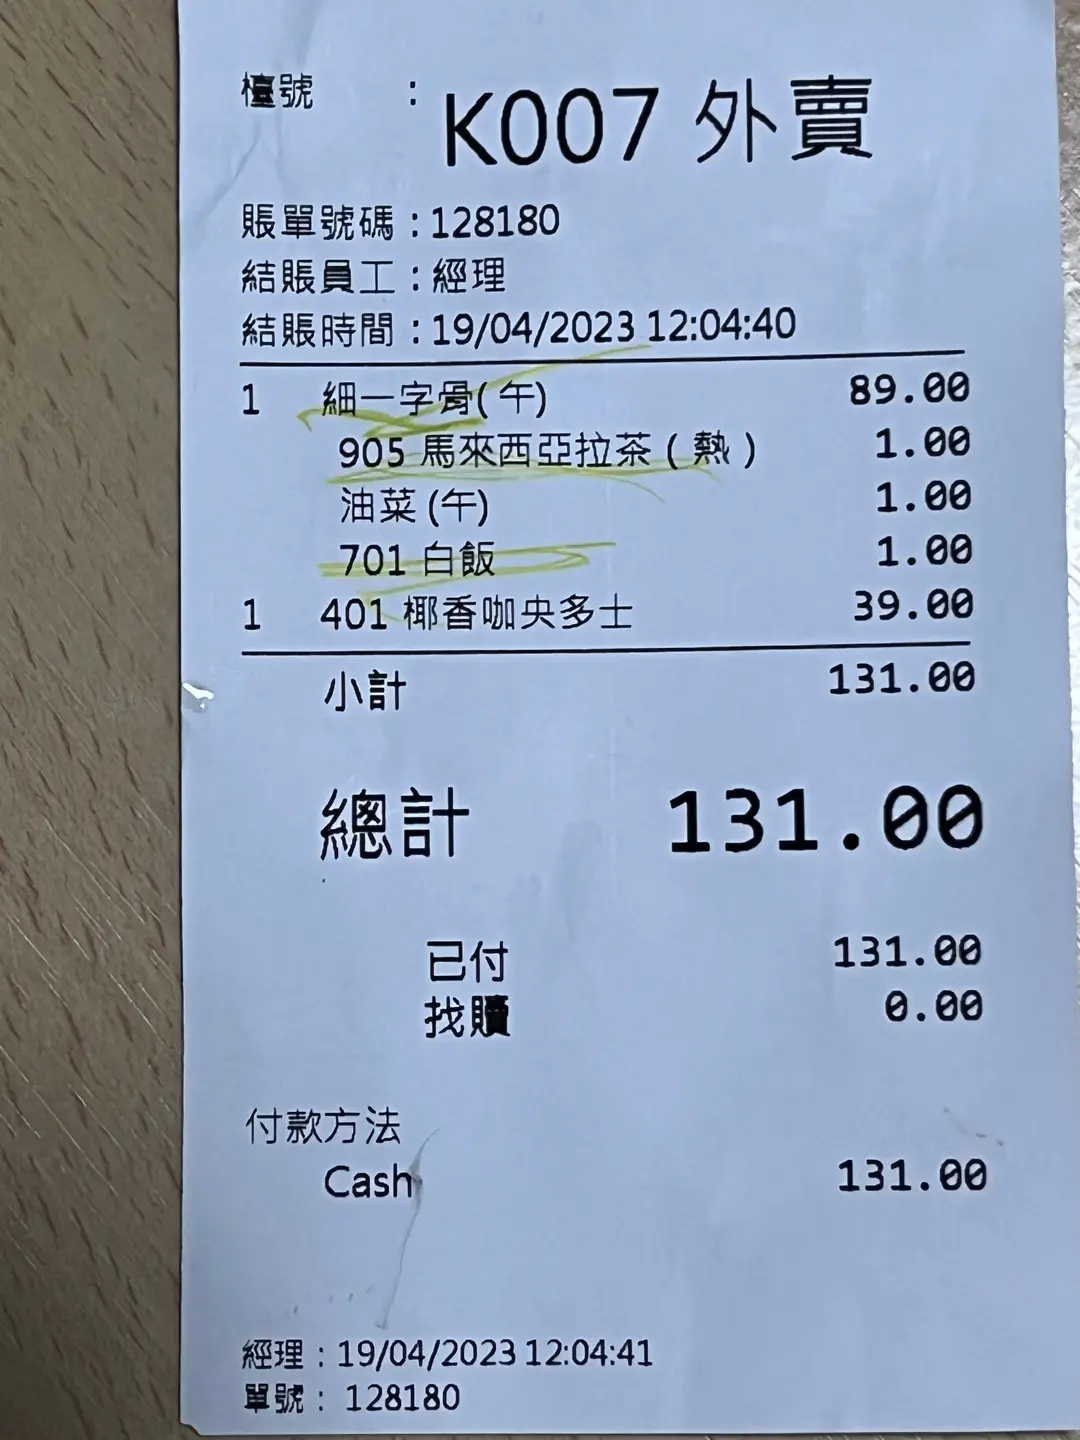 檯號 : K007 外賣
賬單號碼 : 128180
結賬員工 : 經理
結賬時間 : 19/04/2023 12:04:40
1 細一字骨( 午) 89.00
905 馬來西亞拉茶 ( 熱 ) 1.00
油菜 (午) 1.00
701 白飯 1.00
1 401 椰香咖央多士 39.00
小計 131.00
總計 131.00
已付 131.00
找贖 0.00
付款方法
Cash 131.00
經理 : 19/04/2023 12:04:41
單號 : 128180